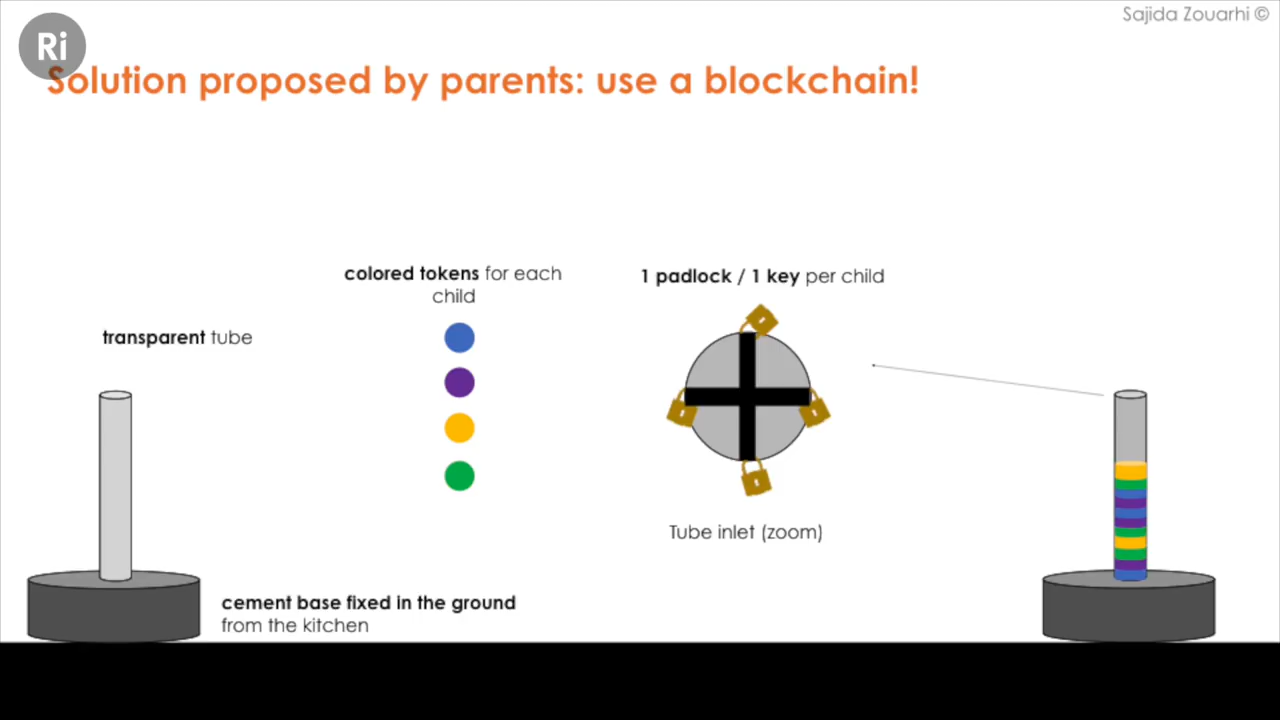 Sajida Zouarhi ©
Ri
Solution proposed by parents: use a blockchain!
colored tokens for each
child
1 padlock / 1 key per child
transparent tube
Tube inlet (zoom)
cement base fixed in the ground
from the kitchen